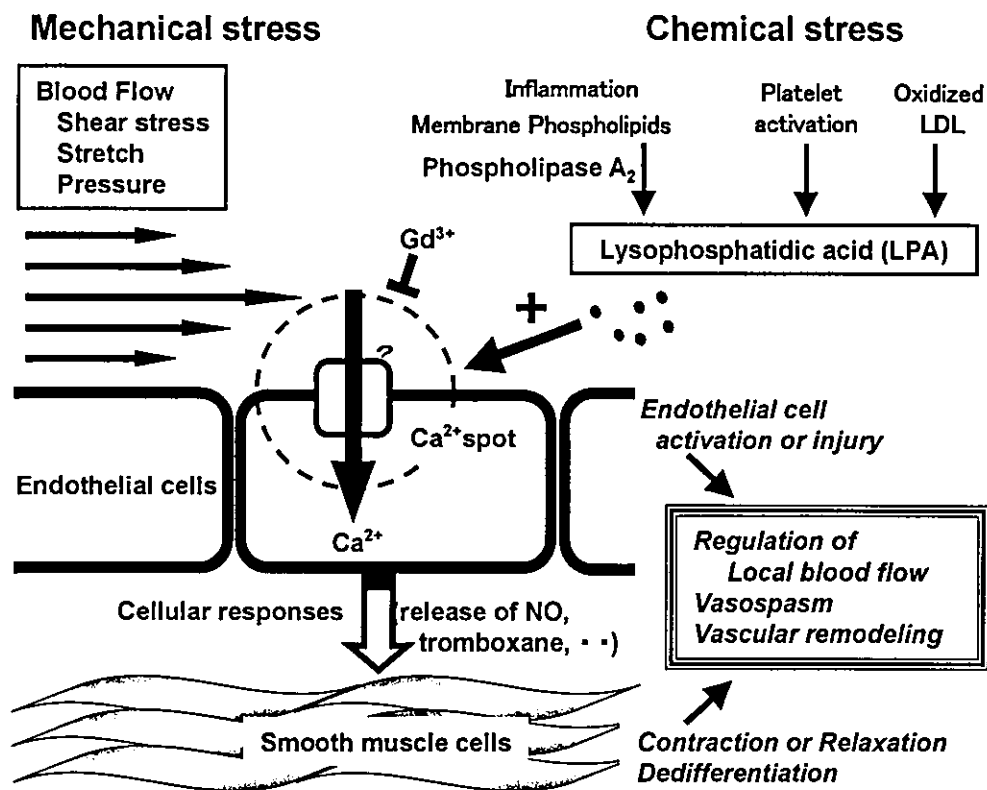 Mechanical stress
Chemical stress
Blood Flow
Shear stress
Stretch
Pressure
Inflammation
Membrane Phospholipids
Phospholipase A₂
Platelet
activation
Oxidized
LDL
Lysophosphatidic acid (LPA)
Gd³⁺
+
?
Ca²⁺ spot
Endothelial cells
Ca²⁺
Endothelial cell
activation or injury
Regulation of
Local blood flow
Vasospasm
Vascular remodeling
Cellular responses (release of NO,
tromboxane, ・・)
Smooth muscle cells
Contraction or Relaxation
Dedifferentiation